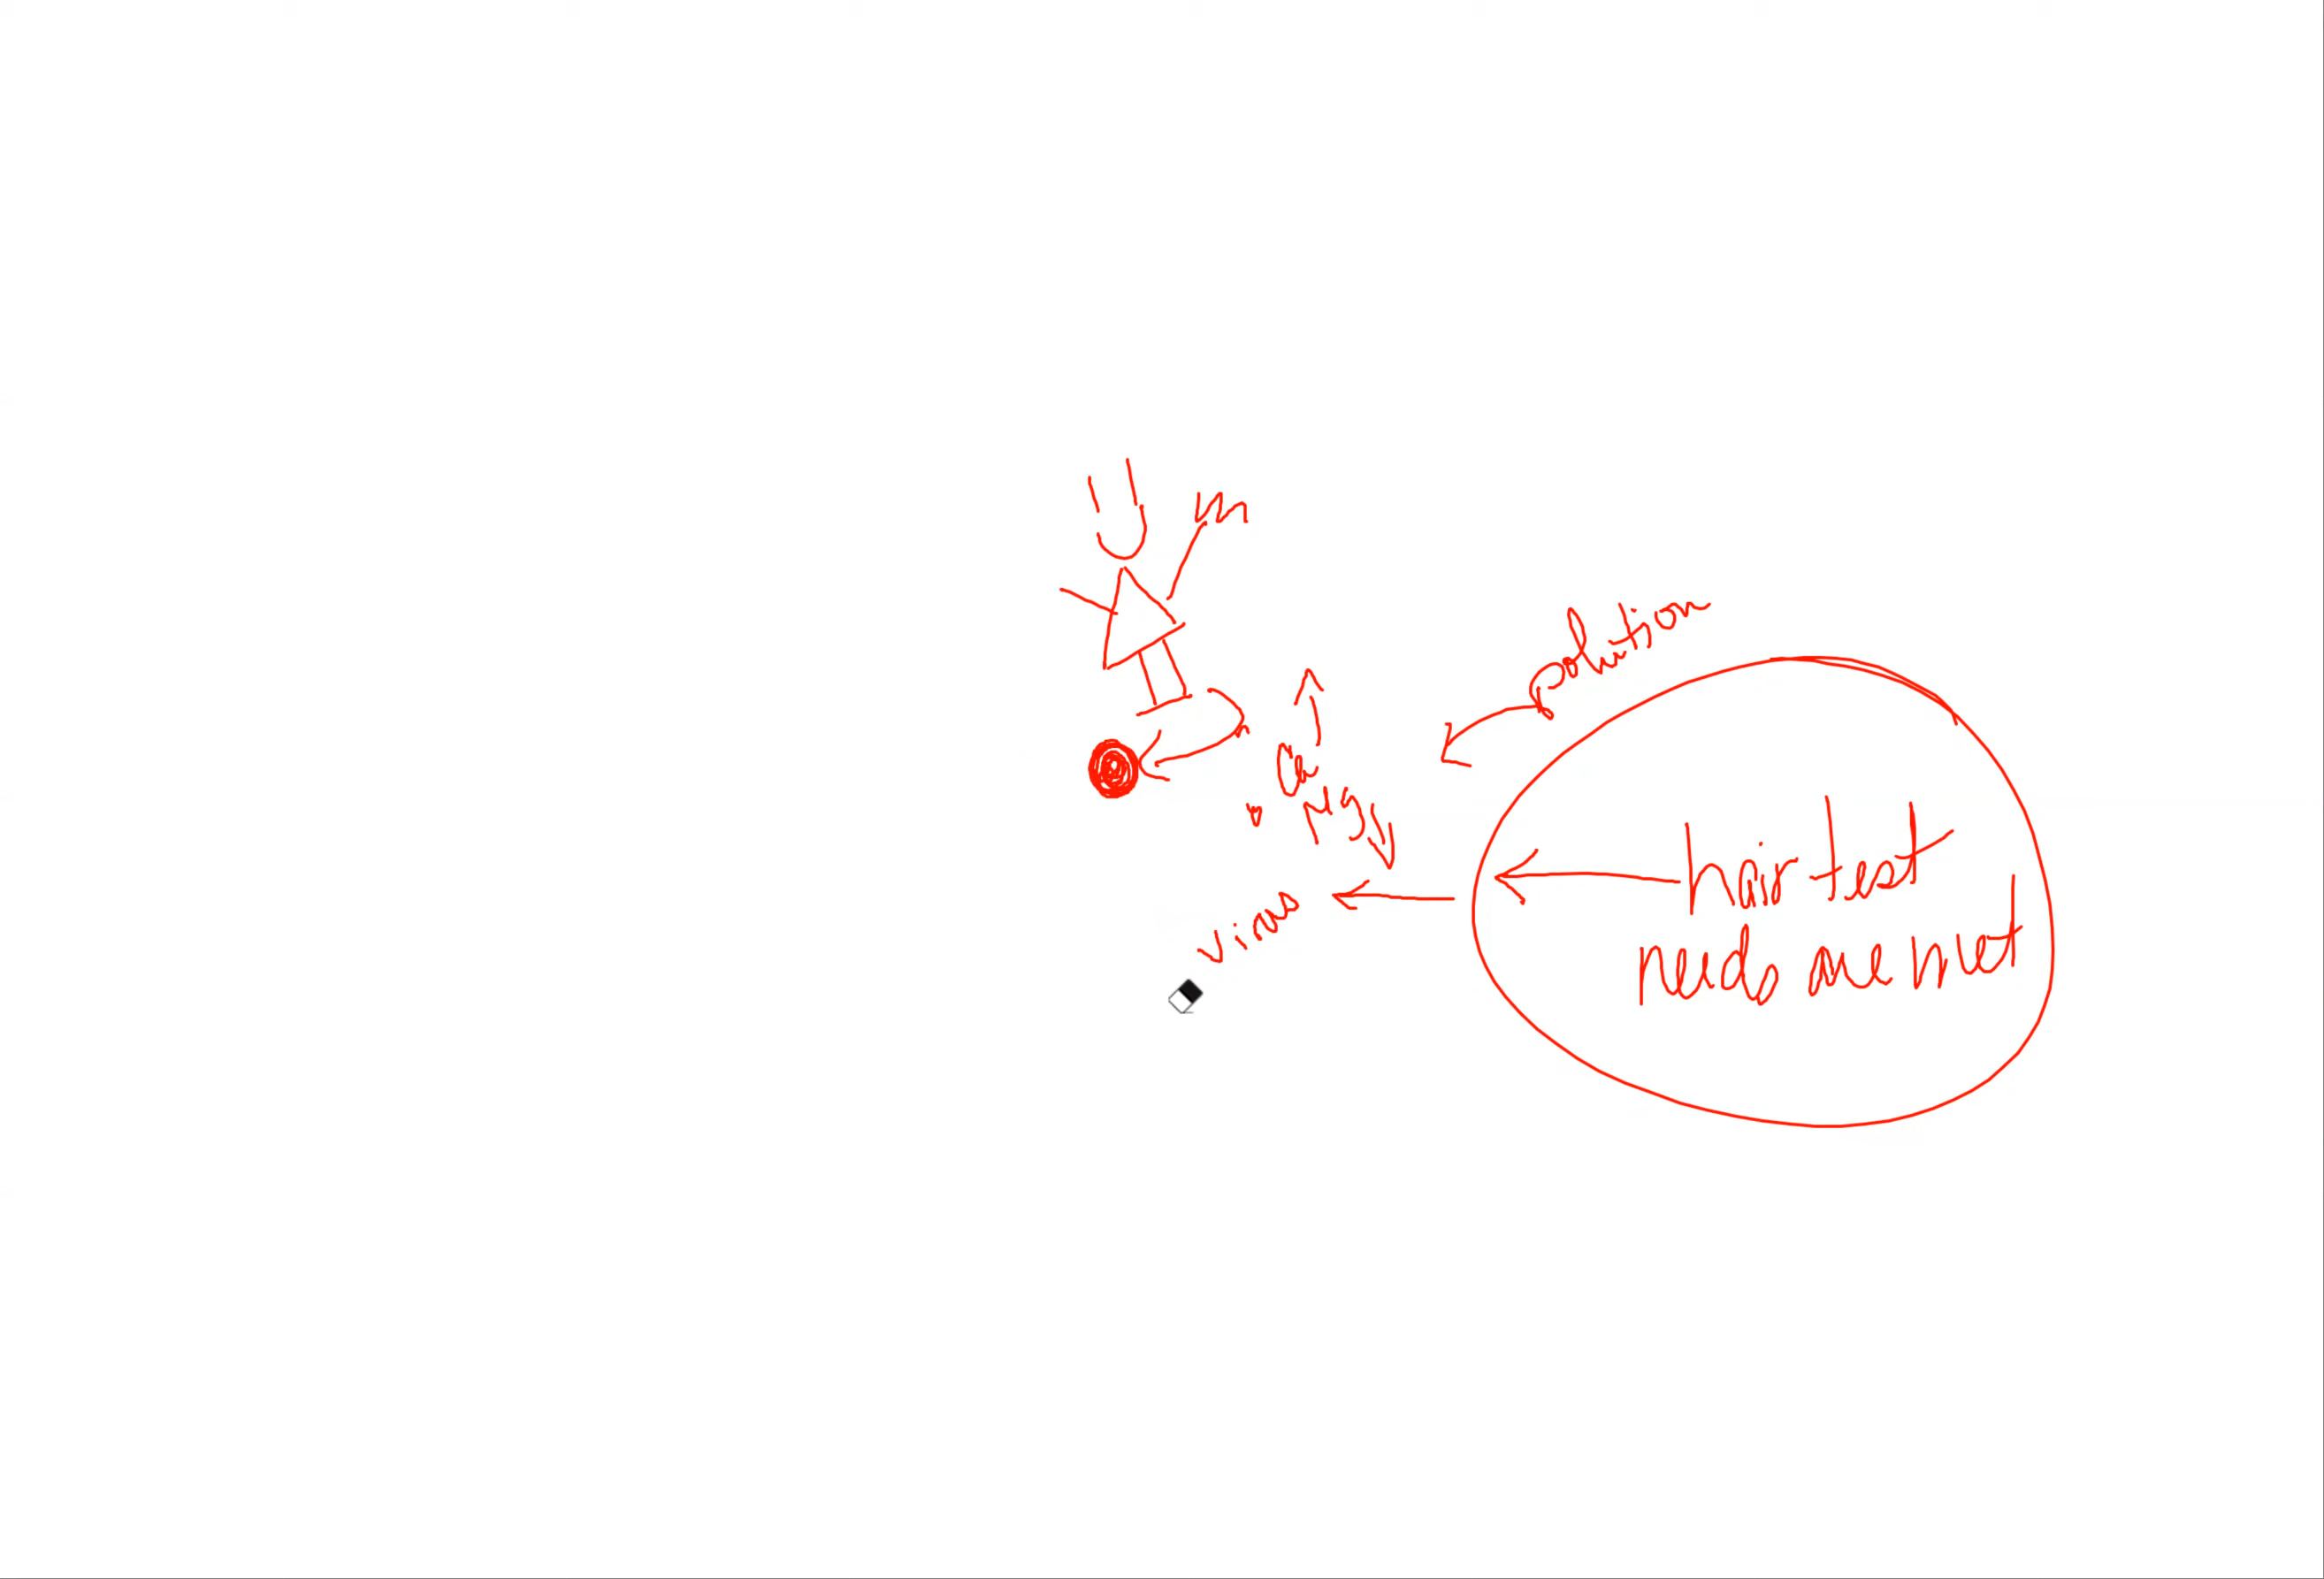 polution
Ca
Mg
virus
hair test
needs are met